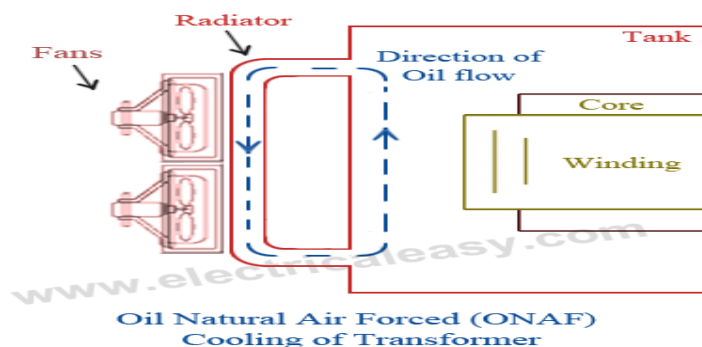 Radiator
Fans
Tank
Direction of
Oil flow
Core
Winding
www.electricaleasy.com
Oil Natural Air Forced (ONAF)
Cooling of Transformer